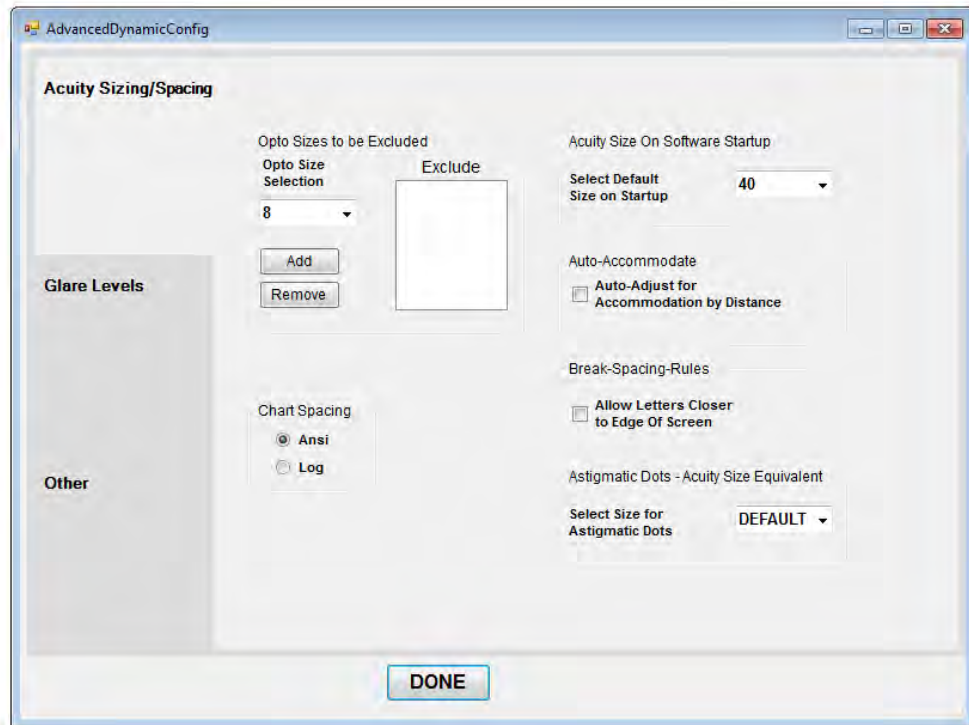 AdvancedDynamicConfig
Acuity Sizing/Spacing
Glare Levels
Other
Opto Sizes to be Excluded
Opto Size
Selection
8
Add
Remove
Exclude
Chart Spacing
Ansi
Log
Acuity Size On Software Startup
Select Default
Size on Startup
40
Auto-Accommodate
Auto-Adjust for
Accommodation by Distance
Break-Spacing-Rules
Allow Letters Closer
to Edge Of Screen
Astigmatic Dots - Acuity Size Equivalent
Select Size for
Astigmatic Dots
DEFAULT
DONE